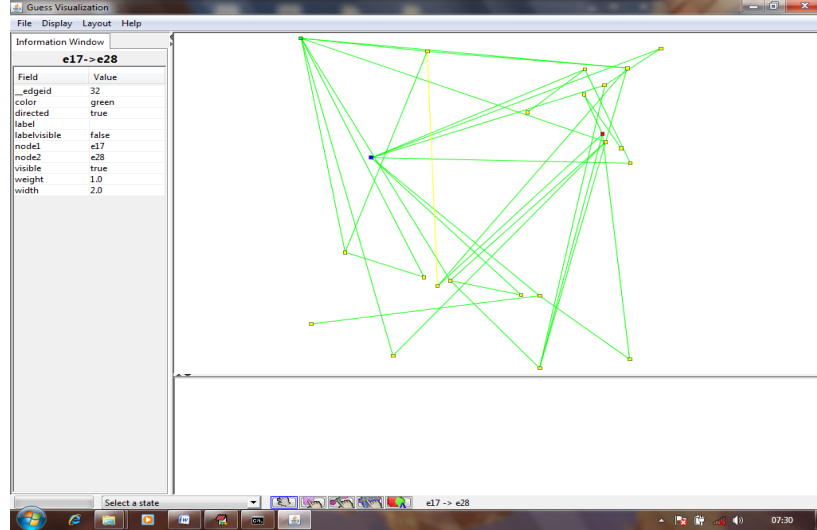 Guess Visualization
File Display Layout Help
Information Window
e17->e28
Field Value
__edgeid 32
color green
directed true
label
labelvisible false
node1 e17
node2 e28
visible true
weight 1.0
width 2.0
Select a state
e17 -> e28
07:30